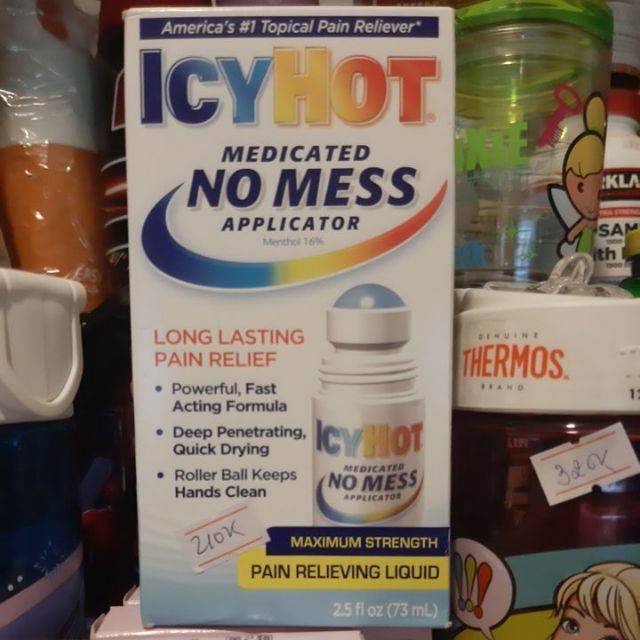 America's #1 Topical Pain Reliever*
ICYHOT®
MEDICATED
NO MESS
APPLICATOR
Menthol 16%
LONG LASTING
PAIN RELIEF
• Powerful, Fast
Acting Formula
• Deep Penetrating,
Quick Drying
• Roller Ball Keeps
Hands Clean
ICYHOT
MEDICATED
NO MESS
APPLICATOR
210K
MAXIMUM STRENGTH
PAIN RELIEVING LIQUID
2.5 fl oz (73 mL)
GENUINE
THERMOS.
BRAND
320K
!!!